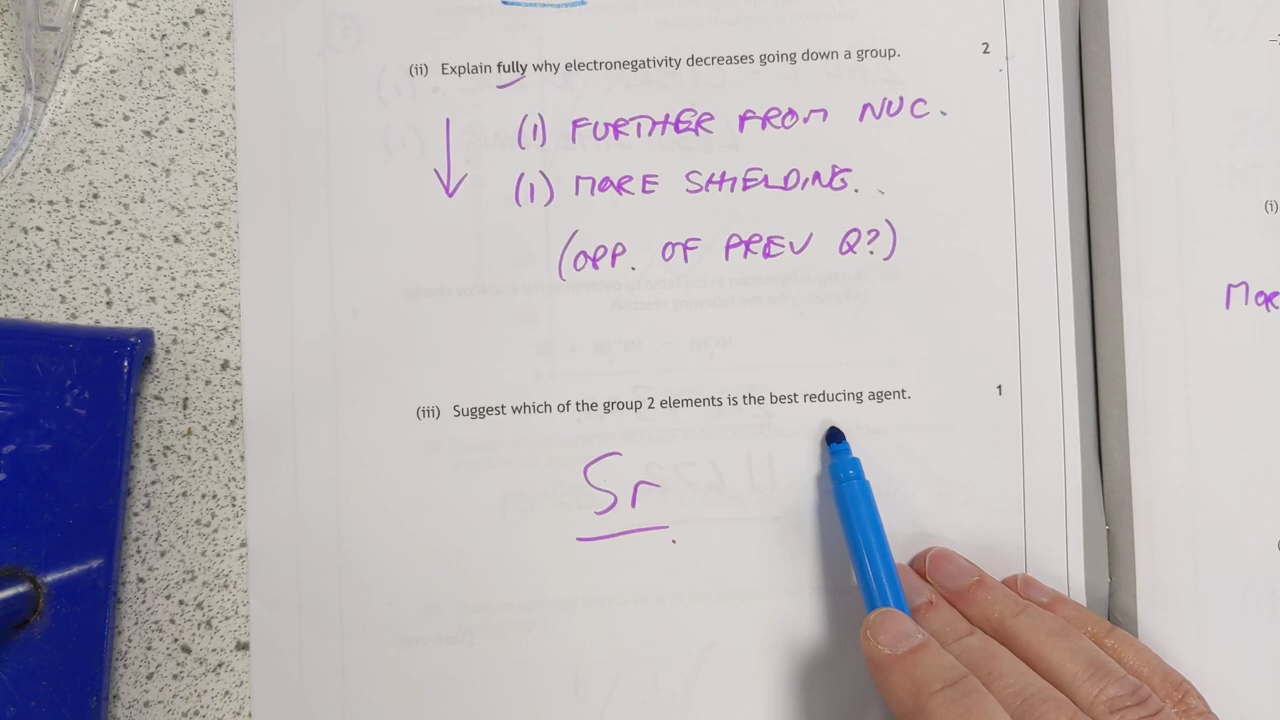 (ii) Explain fully why electronegativity decreases going down a group. 2
(1) FURTHER FROM NUC.
(1) MORE SHIELDING.
(OPP. OF PREV Q?)
(i)
MOR
(iii) Suggest which of the group 2 elements is the best reducing agent. 1
Sr